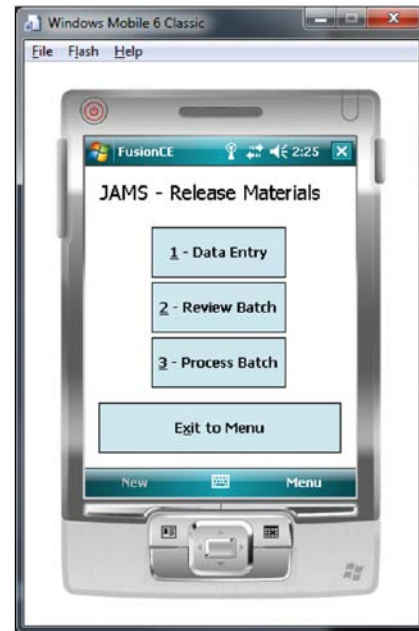 Windows Mobile 6 Classic
File Flash Help
FusionCE 2:25
JAMS - Release Materials
1 - Data Entry
2 - Review Batch
3 - Process Batch
Exit to Menu
New Menu